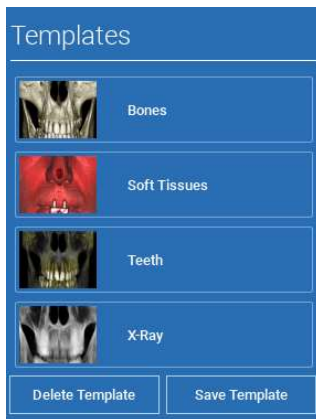 Templates
Bones
Soft Tissues
Teeth
X-Ray
Delete Template Save Template